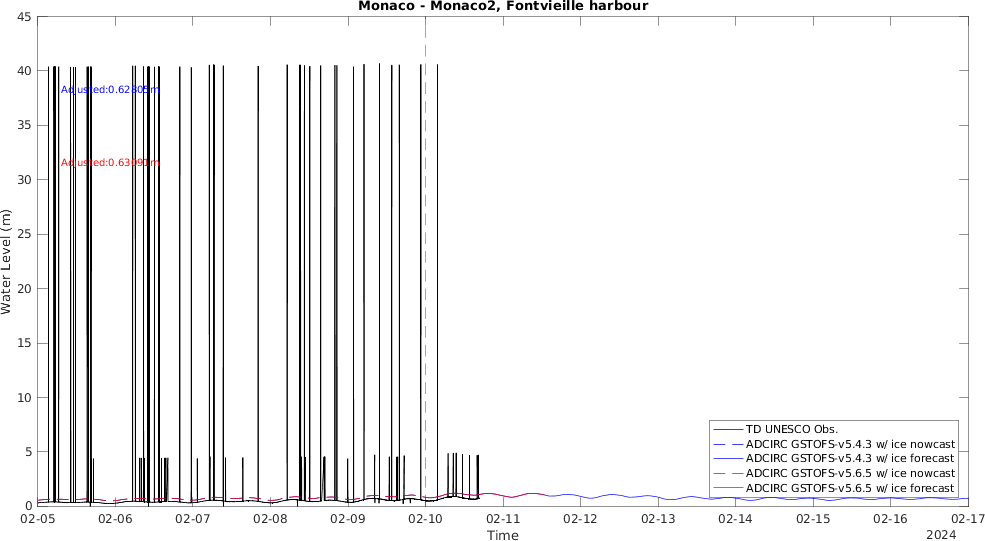 Monaco - Monaco2, Fontvieille harbour
45
40
35
30
25
20
15
10
5
0
Water Level (m)
Adjusted:0.62805m
Adjusted:0.63091m
TD UNESCO Obs.
ADCIRC GSTOFS-v5.4.3 w/ ice nowcast
ADCIRC GSTOFS-v5.4.3 w/ ice forecast
ADCIRC GSTOFS-v5.6.5 w/ ice nowcast
ADCIRC GSTOFS-v5.6.5 w/ ice forecast
02-05 02-06 02-07 02-08 02-09 02-10 02-11 02-12 02-13 02-14 02-15 02-16 02-17
Time
2024